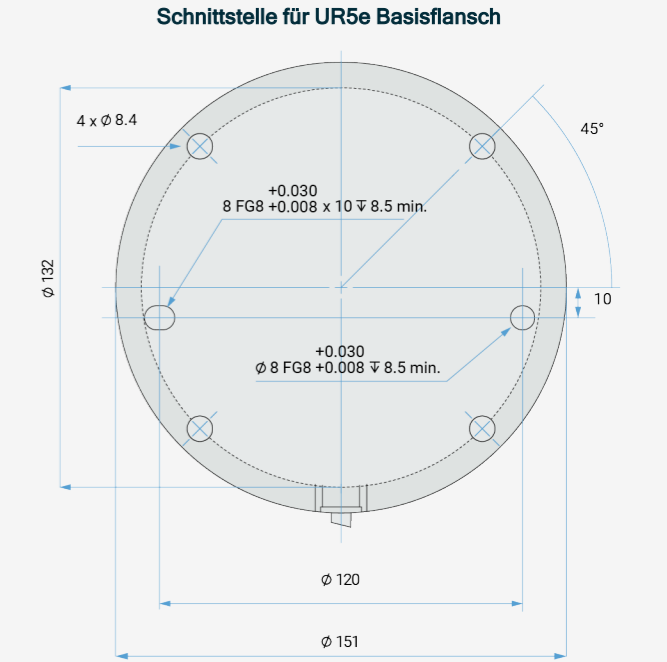 Schnittstelle für UR5e Basisflansch
4 x Ø 8.4
45°
+0.030
8 FG8 +0.008 x 10 ↧ 8.5 min.
Ø 132
10
+0.030
Ø 8 FG8 +0.008 ↧ 8.5 min.
Ø 120
Ø 151